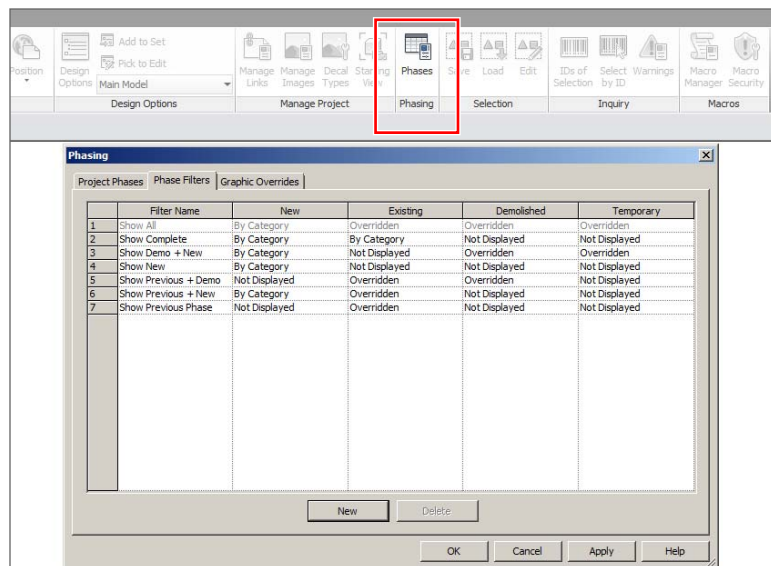 Position
Design Options
Add to Set
Pick to Edit
Main Model
Manage Links
Manage Images
Decal Types
Starting View
Phases
Save
Load
Edit
IDs of Selection
Select by ID
Warnings
Macro Manager
Macro Security
Design Options
Manage Project
Phasing
Selection
Inquiry
Macros
Phasing
Project Phases
Phase Filters
Graphic Overrides
Filter Name New Existing Demolished Temporary
1 Show All By Category Overridden Overridden Overridden
2 Show Complete By Category By Category Not Displayed Not Displayed
3 Show Demo + New By Category Not Displayed Overridden Overridden
4 Show New By Category Not Displayed Not Displayed Not Displayed
5 Show Previous + Demo Not Displayed Overridden Overridden Not Displayed
6 Show Previous + New By Category Overridden Not Displayed Not Displayed
7 Show Previous Phase Not Displayed Overridden Not Displayed Not Displayed
New
Delete
OK
Cancel
Apply
Help